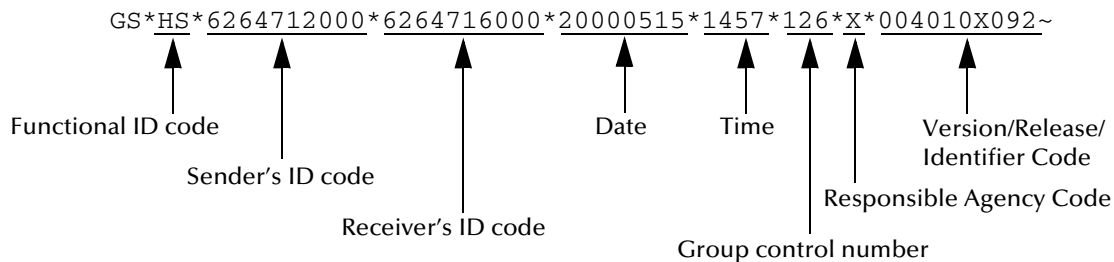 GS*HS*6264712000*6264716000*20000515*1457*126*X*004010X092~
Functional ID code
Date
Time
Version/Release/
Identifier Code
Sender's ID code
Responsible Agency Code
Receiver's ID code
Group control number